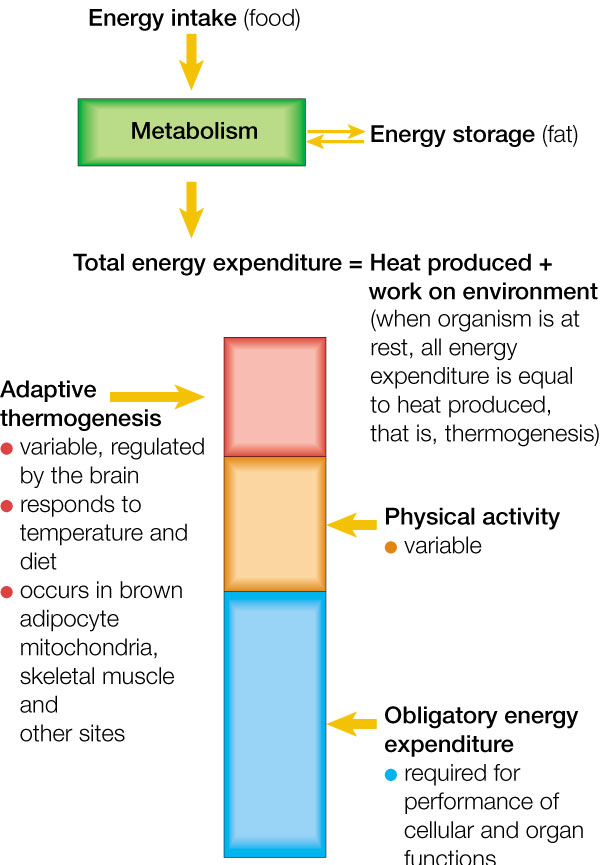 Energy intake (food)
Metabolism
Energy storage (fat)
Total energy expenditure = Heat produced +
work on environment
(when organism is at
rest, all energy
expenditure is equal
to heat produced,
that is, thermogenesis)
Adaptive
thermogenesis
● variable, regulated
by the brain
● responds to
temperature and
diet
● occurs in brown
adipocyte
mitochondria,
skeletal muscle
and
other sites
Physical activity
● variable
Obligatory energy
expenditure
● required for
performance of
cellular and organ
functions